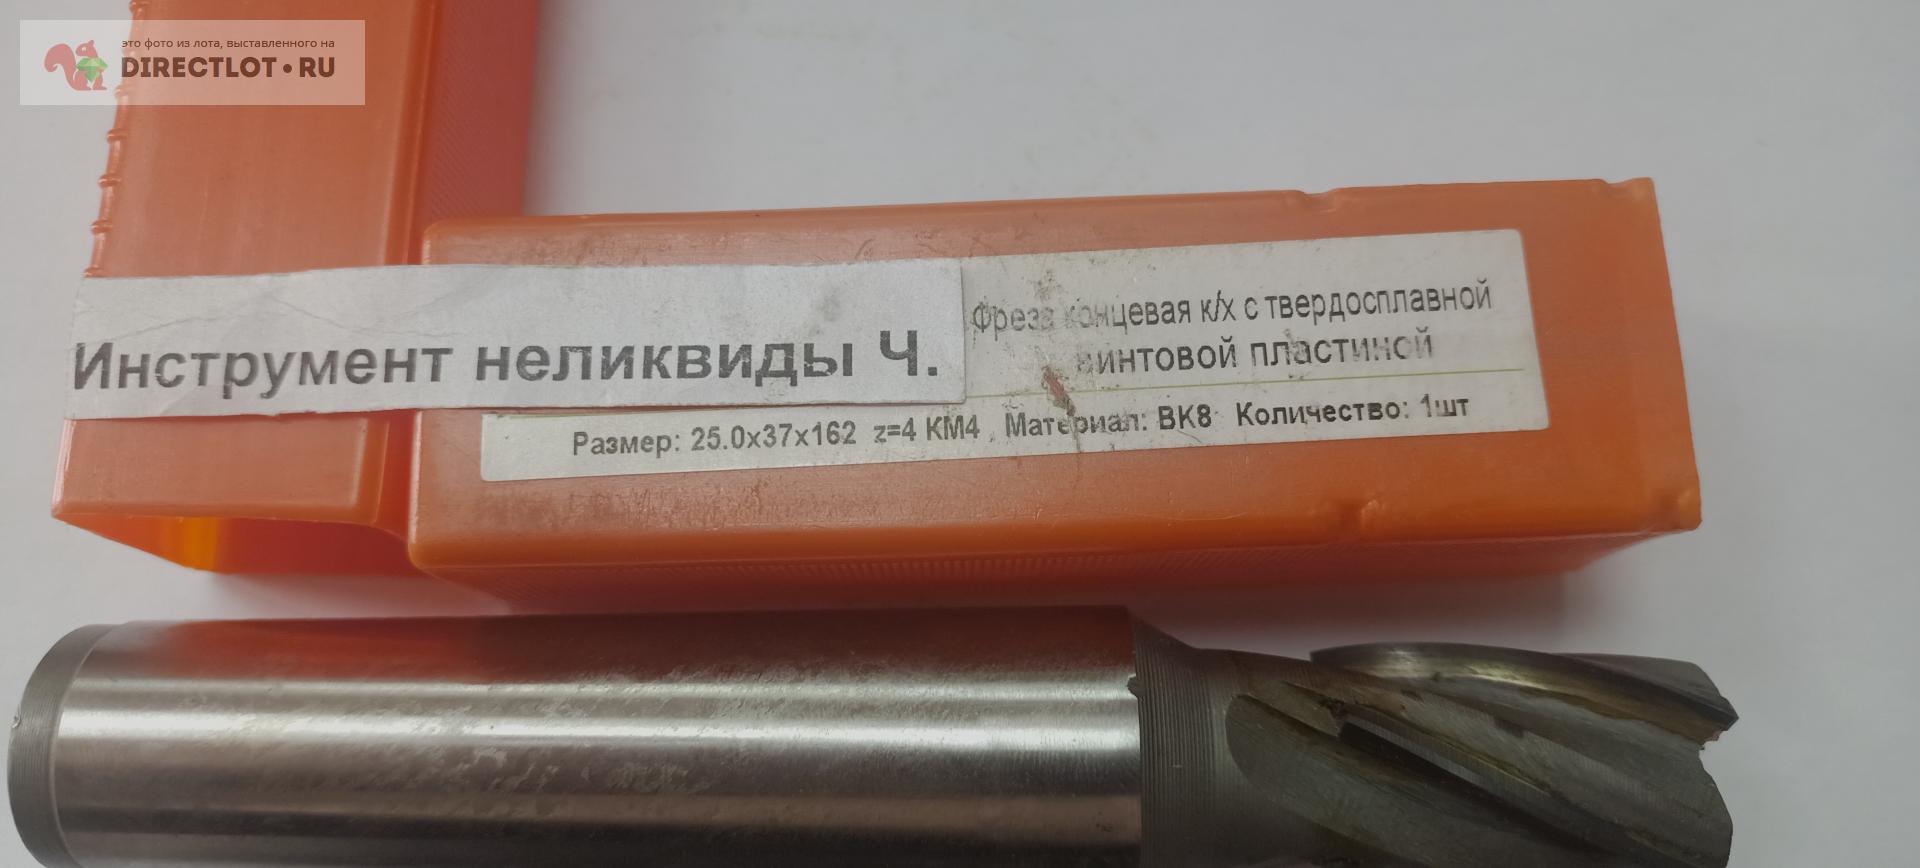 это фото из лота, выставленного на
DIRECTLOT•RU
Фреза концевая к/х с твердосплавной
винтовой пластиной
Инструмент неликвиды Ч.
Размер: 25.0x37x162 z=4 КМ4 Материал: ВК8 Количество: 1шт